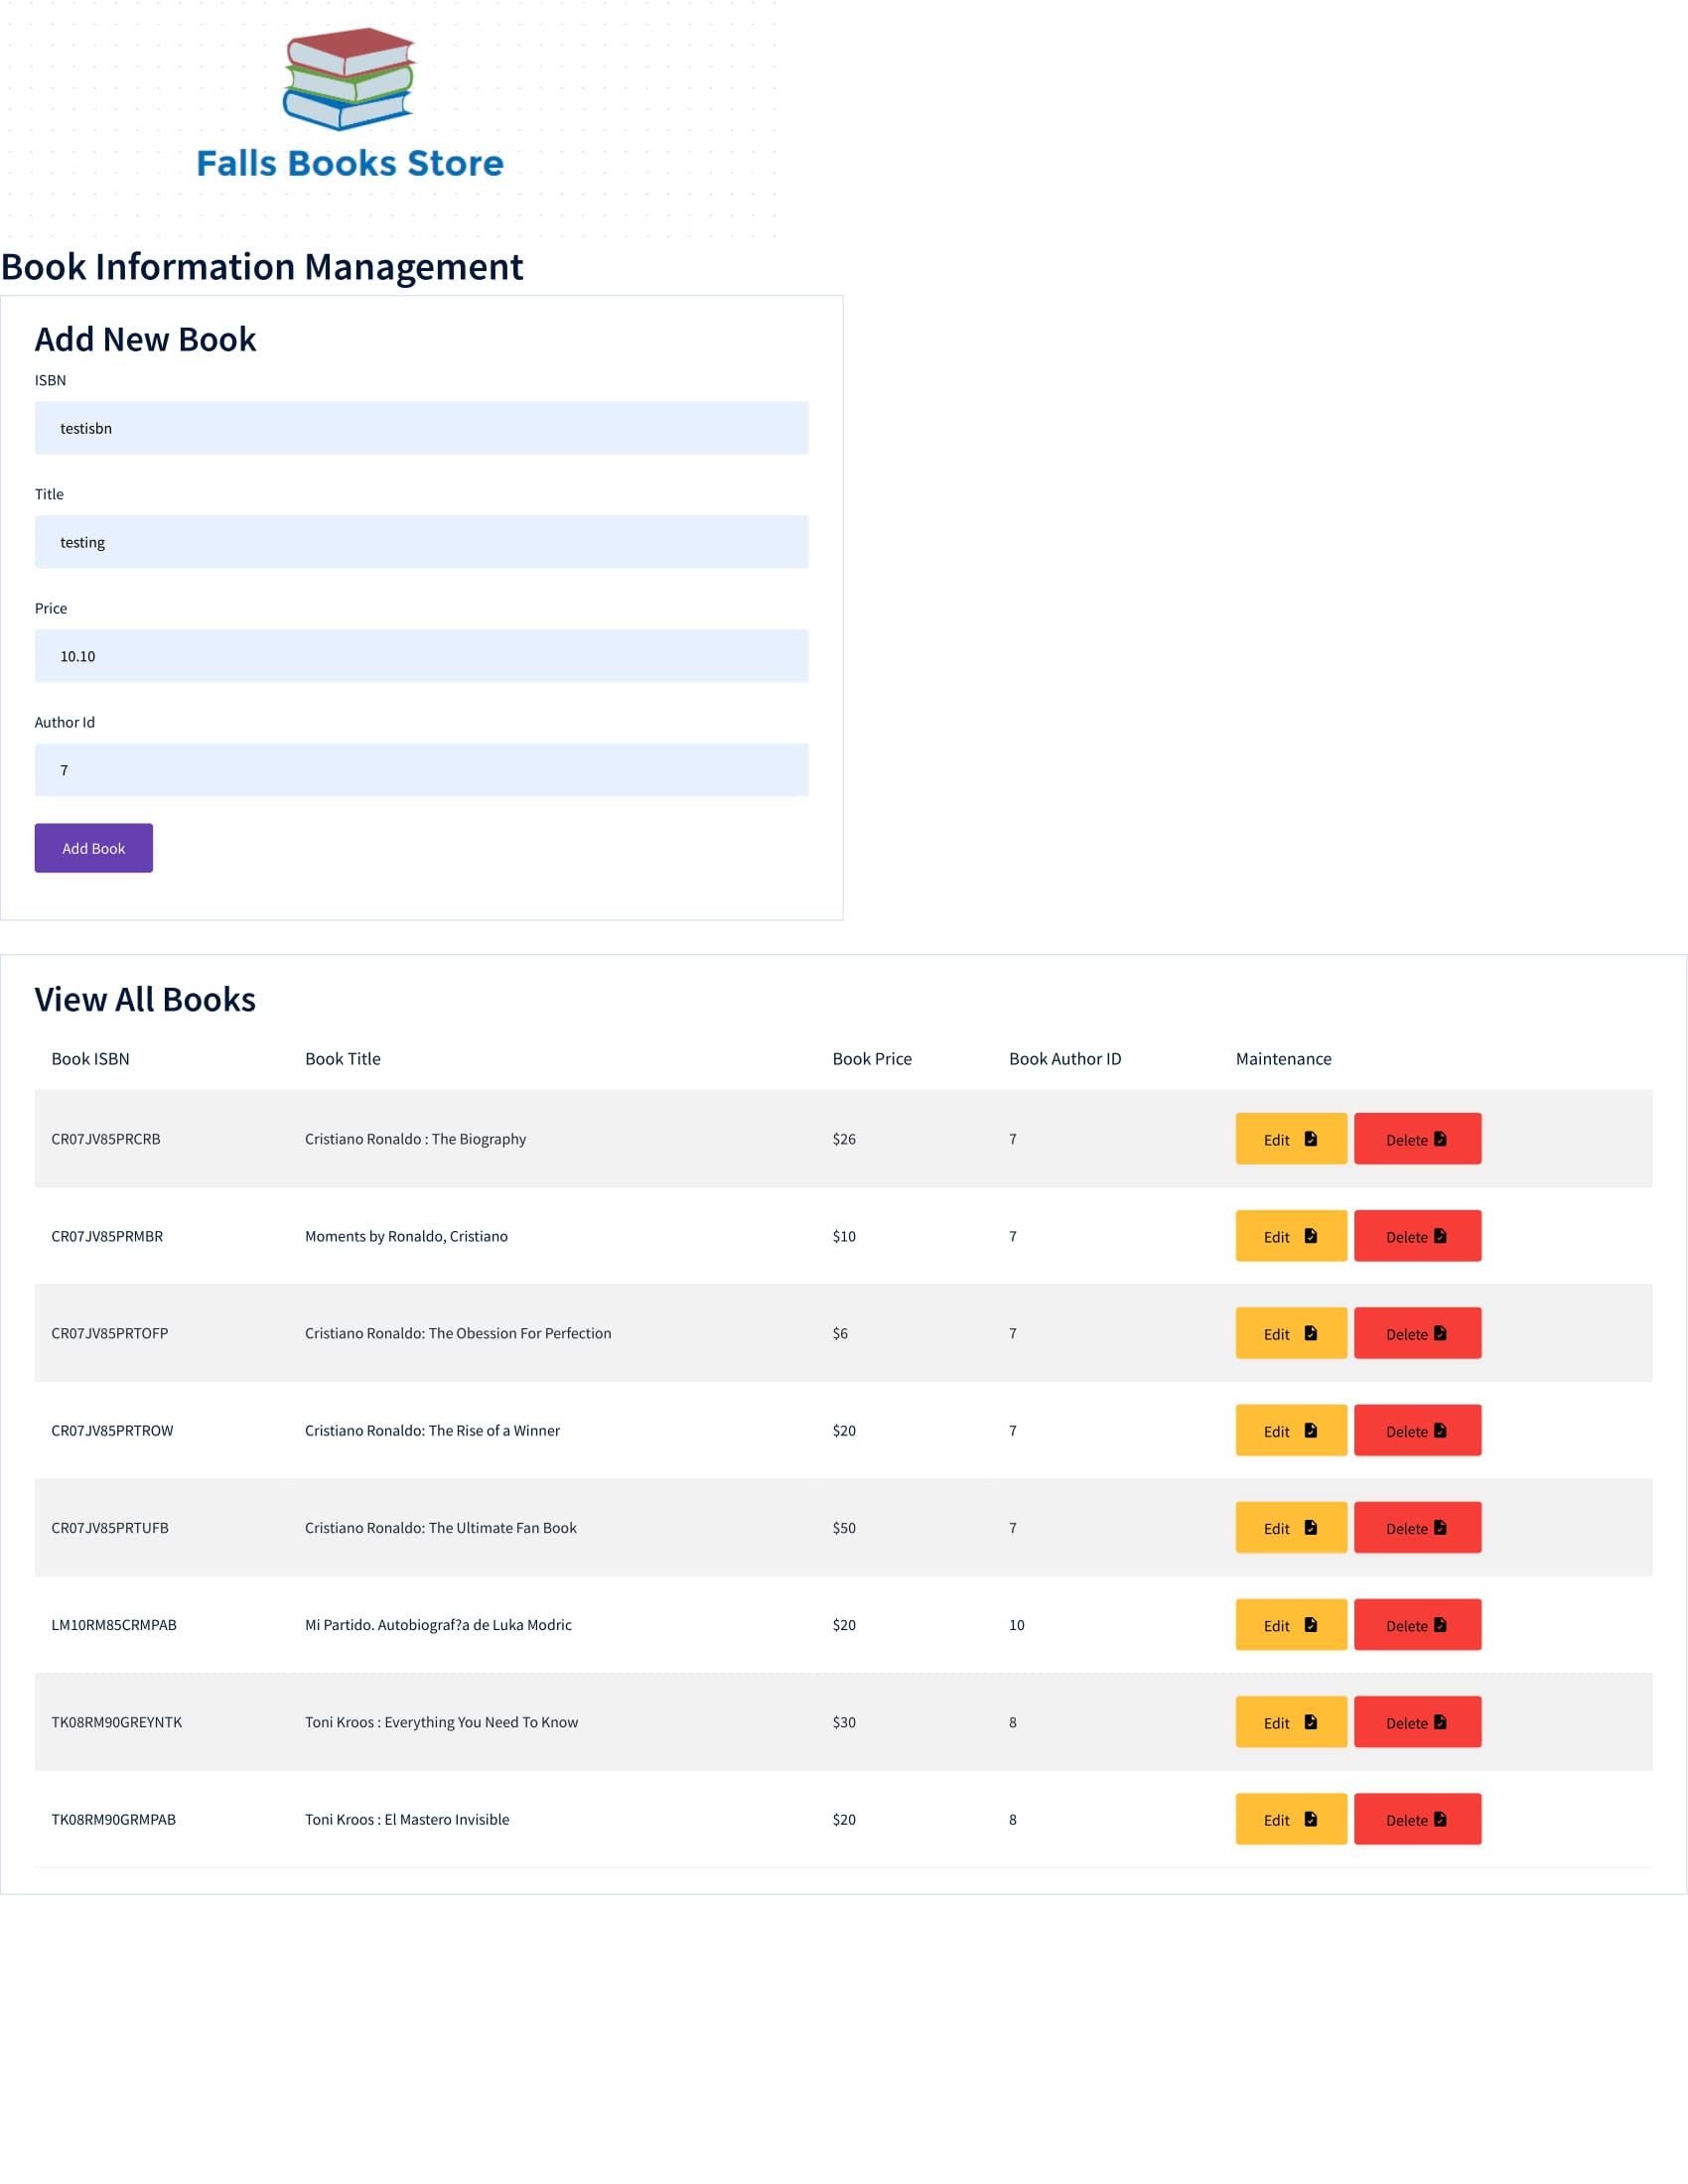 Falls Books Store
Book Information Management
Add New Book
ISBN
testisbn
Title
testing
Price
10.10
Author Id
7
Add Book
View All Books
Book ISBN Book Title Book Price Book Author ID Maintenance
CR07JV85PRCRB Cristiano Ronaldo : The Biography $26 7 Edit Delete
CR07JV85PRMBR Moments by Ronaldo, Cristiano $10 7 Edit Delete
CR07JV85PRTOFP Cristiano Ronaldo: The Obession For Perfection $6 7 Edit Delete
CR07JV85PRTROW Cristiano Ronaldo: The Rise of a Winner $20 7 Edit Delete
CR07JV85PRTUFB Cristiano Ronaldo: The Ultimate Fan Book $50 7 Edit Delete
LM10RM85CRMPAB Mi Partido. Autobiograf?a de Luka Modric $20 10 Edit Delete
TK08RM90GREYNTK Toni Kroos : Everything You Need To Know $30 8 Edit Delete
TK08RM90GRMPAB Toni Kroos : El Mastero Invisible $20 8 Edit Delete